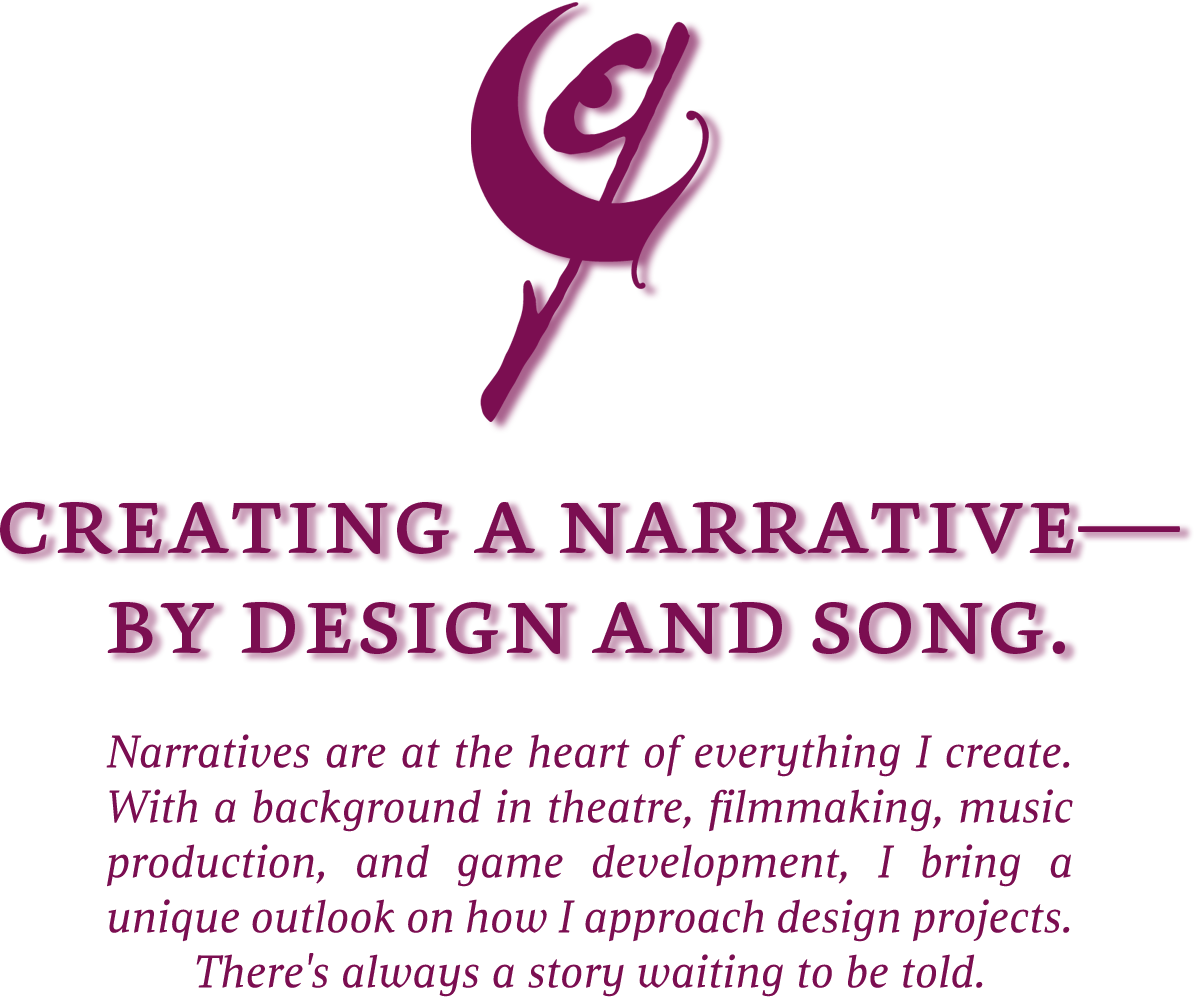 CREATING A NARRATIVE—
BY DESIGN AND SONG.
Narratives are at the heart of everything I create.
With a background in theatre, filmmaking, music
production, and game development, I bring a
unique outlook on how I approach design projects.
There's always a story waiting to be told.